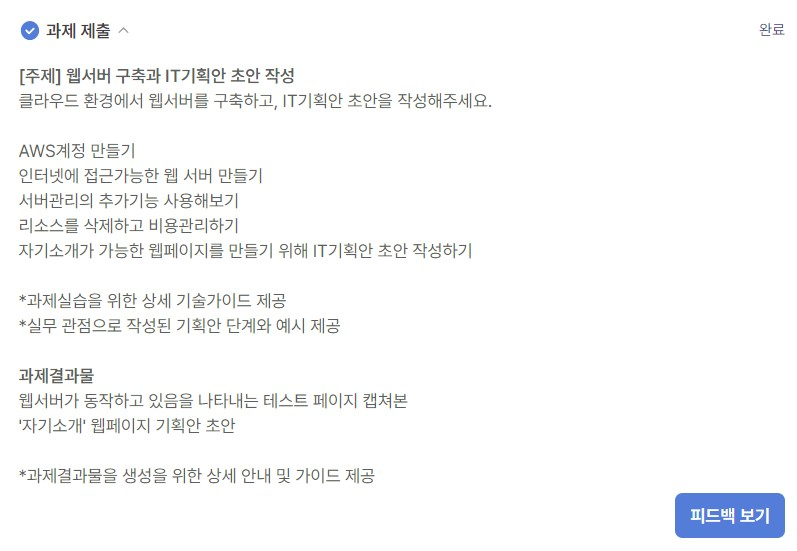 과제 제출
완료
[주제] 웹서버 구축과 IT기획안 초안 작성
클라우드 환경에서 웹서버를 구축하고, IT기획안 초안을 작성해주세요.
AWS계정 만들기
인터넷에 접근가능한 웹 서버 만들기
서버관리의 추가기능 사용해보기
리소스를 삭제하고 비용관리하기
자기소개가 가능한 웹페이지를 만들기 위해 IT기획안 초안 작성하기
*과제실습을 위한 상세 기술가이드 제공
*실무 관점으로 작성된 기획안 단계와 예시 제공
과제결과물
웹서버가 동작하고 있음을 나타내는 테스트 페이지 캡쳐본
'자기소개' 웹페이지 기획안 초안
*과제결과물을 생성을 위한 상세 안내 및 가이드 제공
피드백 보기